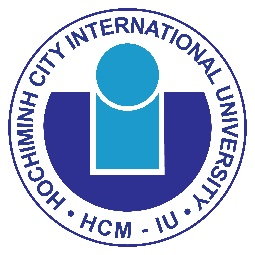 HOCHIMINH CITY INTERNATIONAL UNIVERSITY
• HCM - IU •